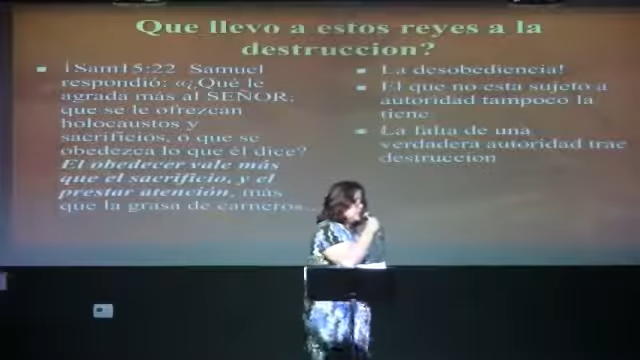 Que llevo a estos reyes a la
destruccion?
1Sam15:22 Samuel
respondió: «¿Qué le
agrada más al SEÑOR:
que se le ofrezcan
holocaustos y
sacrificios, o que se
obedezca lo que él dice?
El obedecer vale más
que el sacrificio, y el
prestar atención, más
que la grasa de carneros
La desobediencia!
El que no esta sujeto a
autoridad tampoco la
tiene
La falta de una
verdadera autoridad trae
destruccion